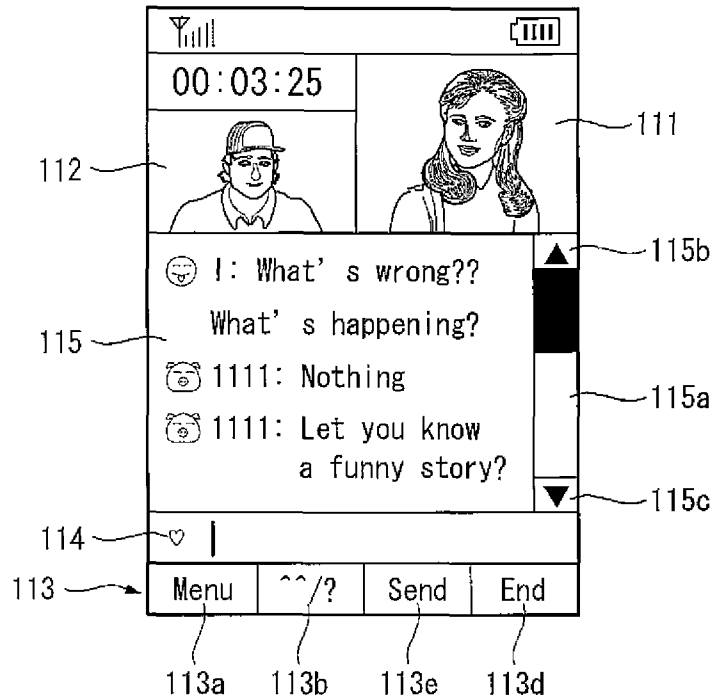 00:03:25
111
112
I: What's wrong??
What's happening?
1111: Nothing
1111: Let you know
a funny story?
115b
115
115a
115c
114
113
Menu ^^/? Send End
113a 113b 113e 113d